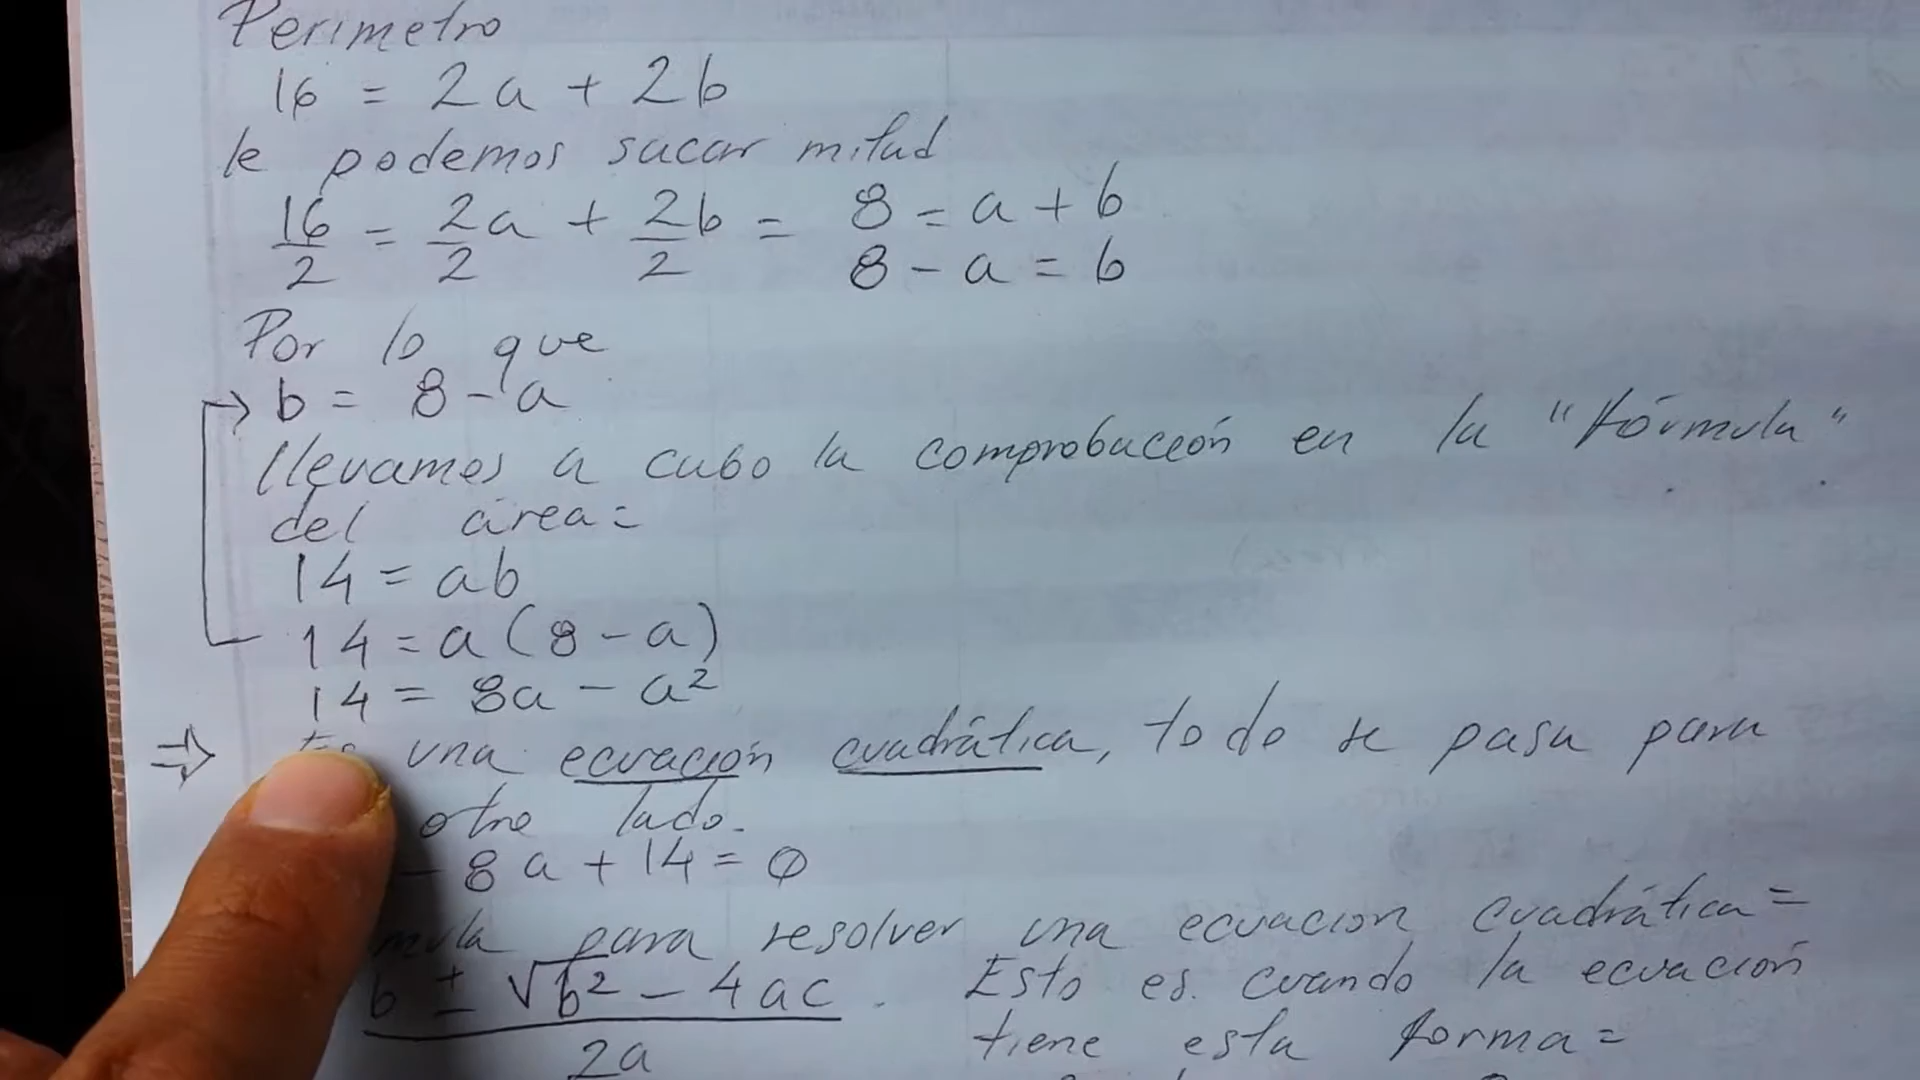 Perimetro
16 = 2a + 2b
le podemos sacar mitad
16/2 = 2a/2 + 2b/2 = 8 = a + b
8 - a = b
Por lo que
b = 8 - a
llevamos a cubo la comprobación en la "fórmula"
del área:
14 = ab
14 = a(8 - a)
14 = 8a - a²
⇒ una ecuación cuadrática, todo se pasa para
otro lado.
- 8a + 14 = 0
para resolver una ecuacion cuadrática =
b ± √b² - 4ac / 2a
Esto es cuando la ecuación
tiene esta forma =